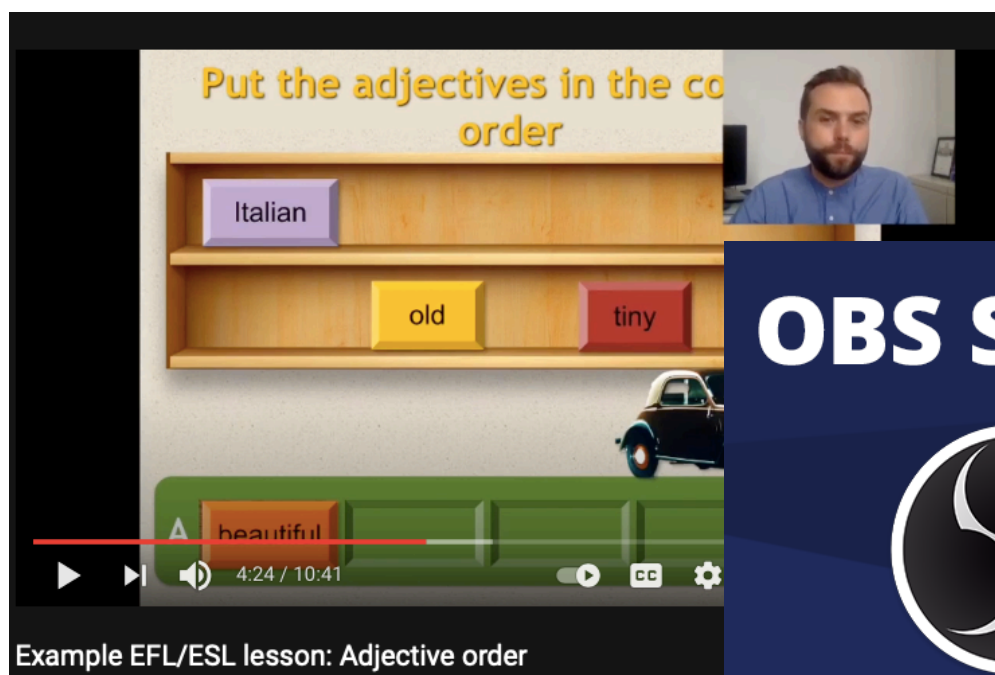 Put the adjectives in the co
order
Italian
old
tiny
OBS S
A
beautiful
4:24 / 10:41
CC
Example EFL/ESL lesson: Adjective order